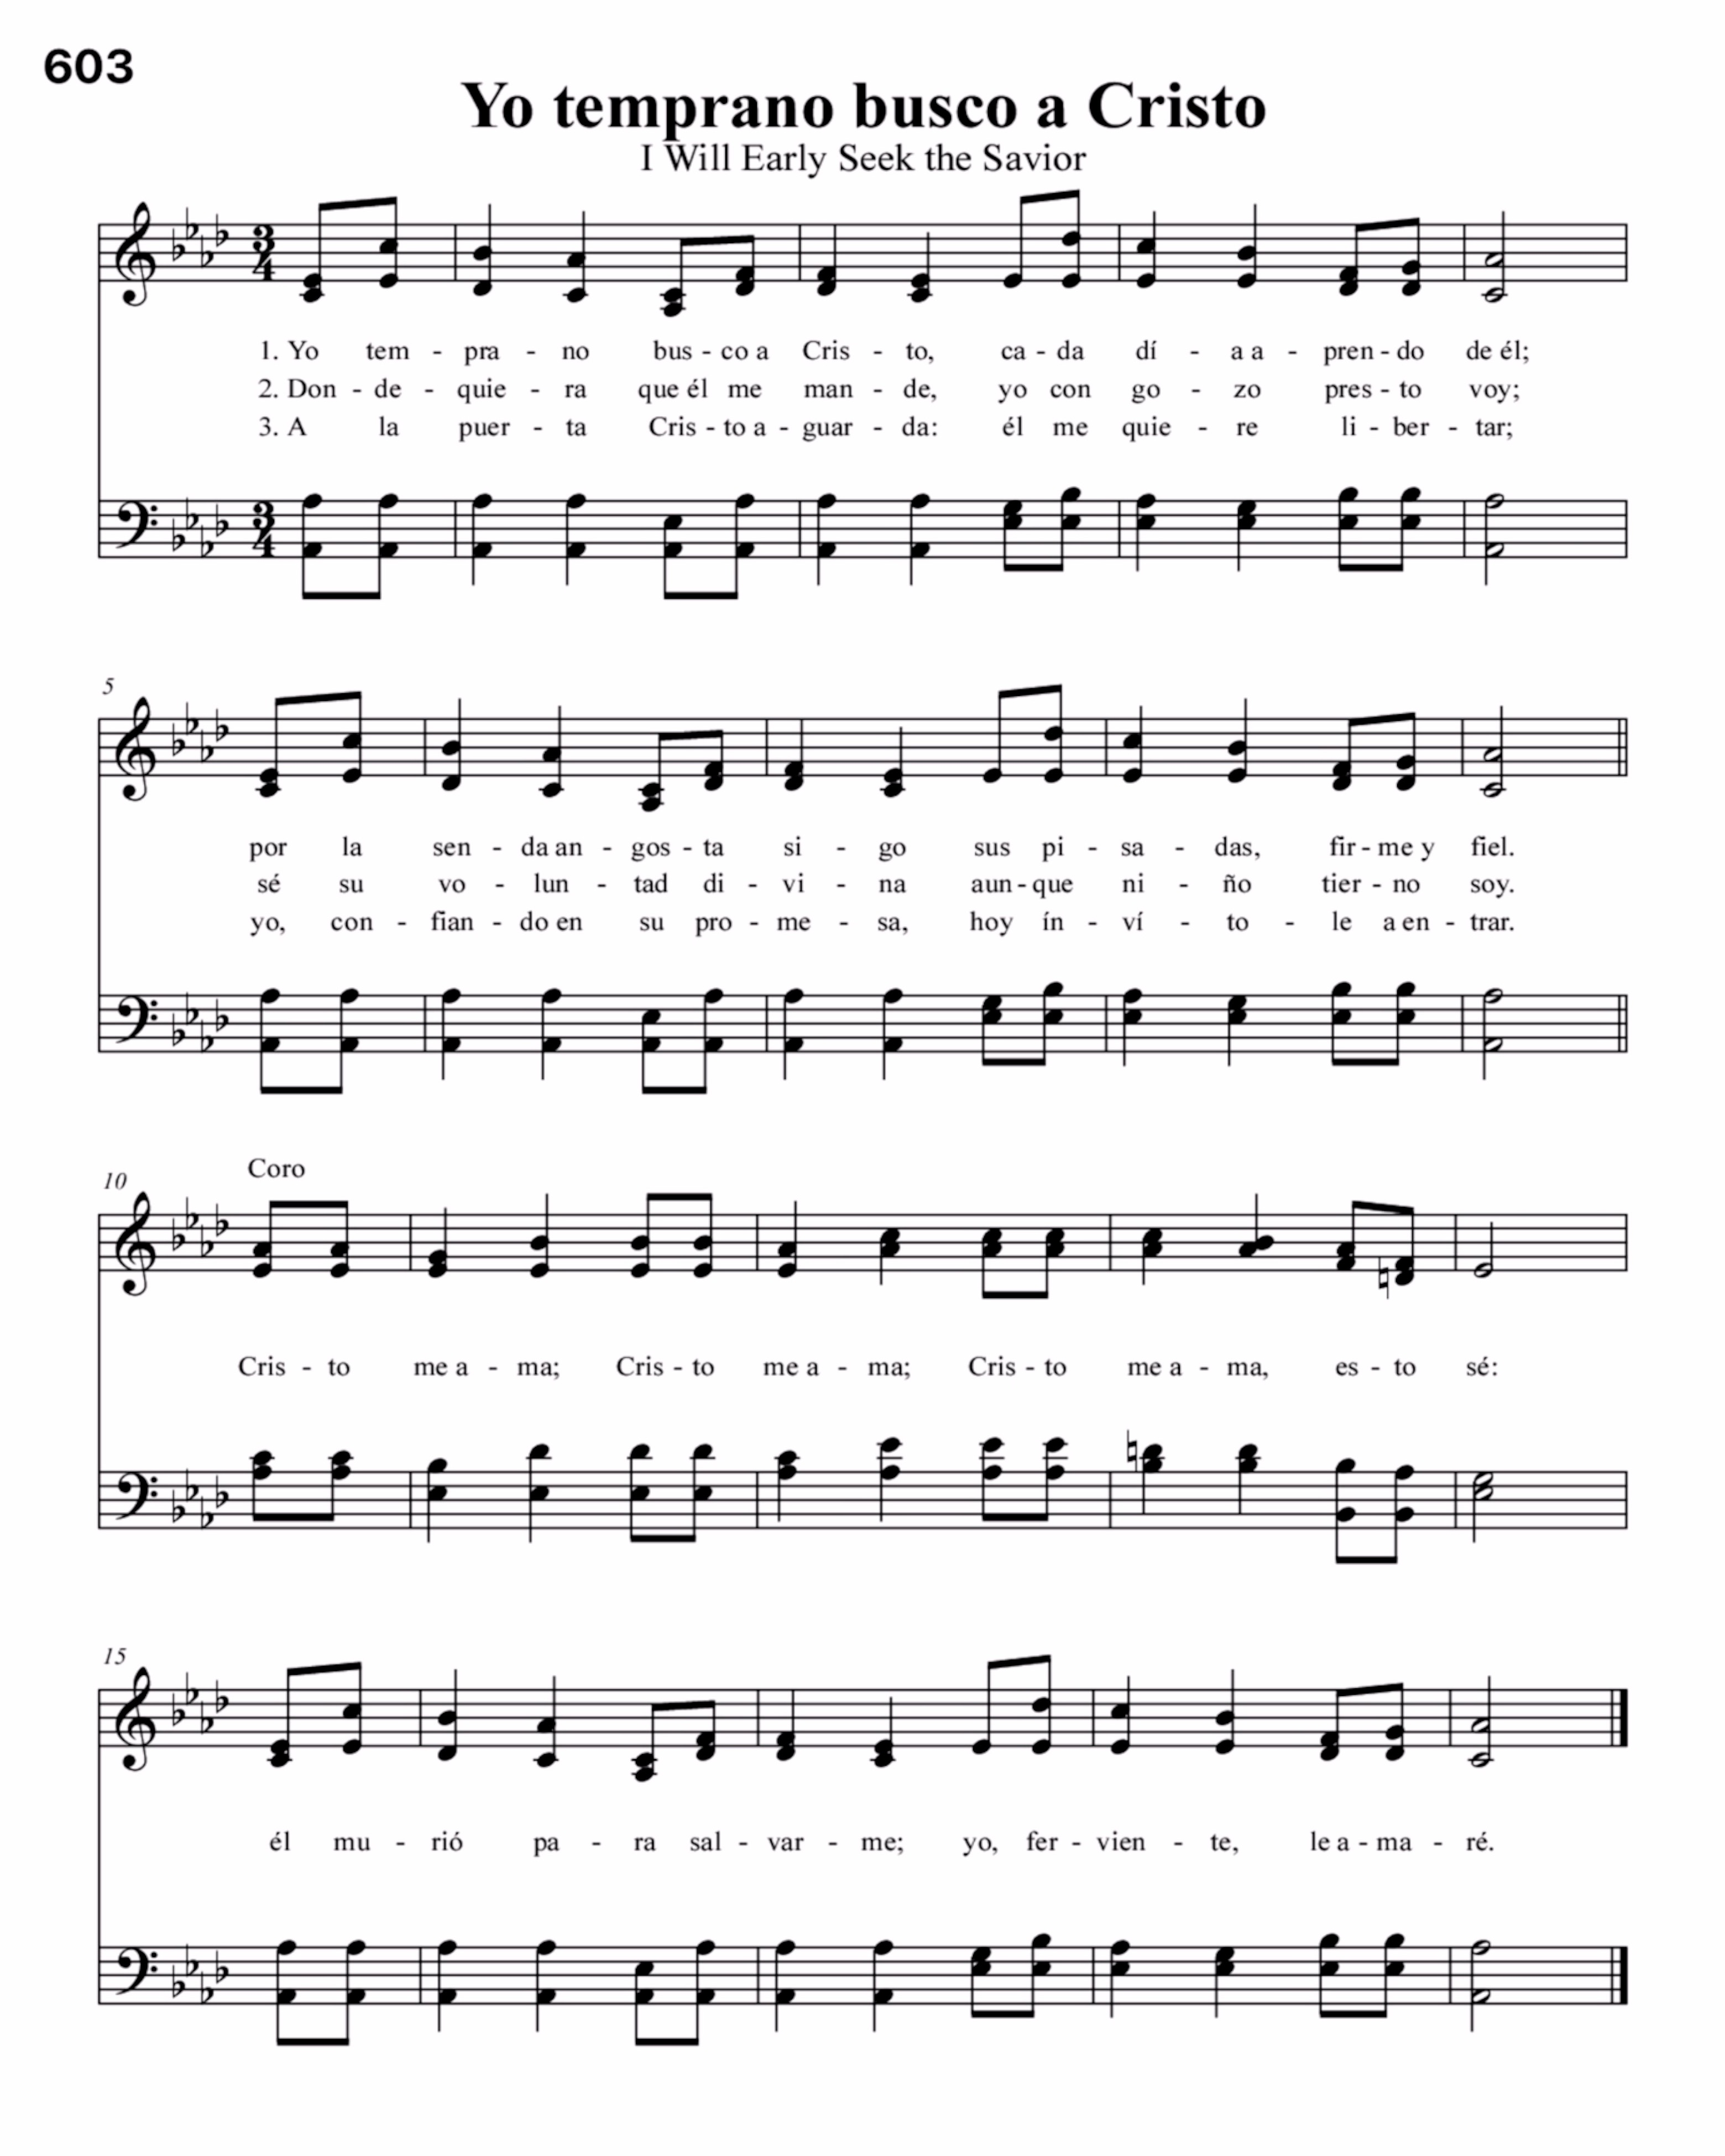 603
Yo temprano busco a Cristo
I Will Early Seek the Savior
3 4
1. Yo tem - pra - no bus - co a Cris - to, ca - da dí - a a - pren - do de él;
2. Don - de - quie - ra que él me man - de, yo con go - zo pres - to voy;
3. A la puer - ta Cris - to a - guar - da: él me quie - re li - ber - tar;
3 4
5
por la sen - da an - gos - ta si - go sus pi - sa - das, fir - me y fiel.
sé su vo - lun - tad di - vi - na aun - que ni - ño tier - no soy.
yo, con - fian - do en su pro - me - sa, hoy ín - ví - to - le a en - trar.
10
Coro
Cris - to me a - ma; Cris - to me a - ma; Cris - to me a - ma, es - to sé:
15
él mu - rió pa - ra sal - var - me; yo, fer - vien - te, le a - ma - ré.